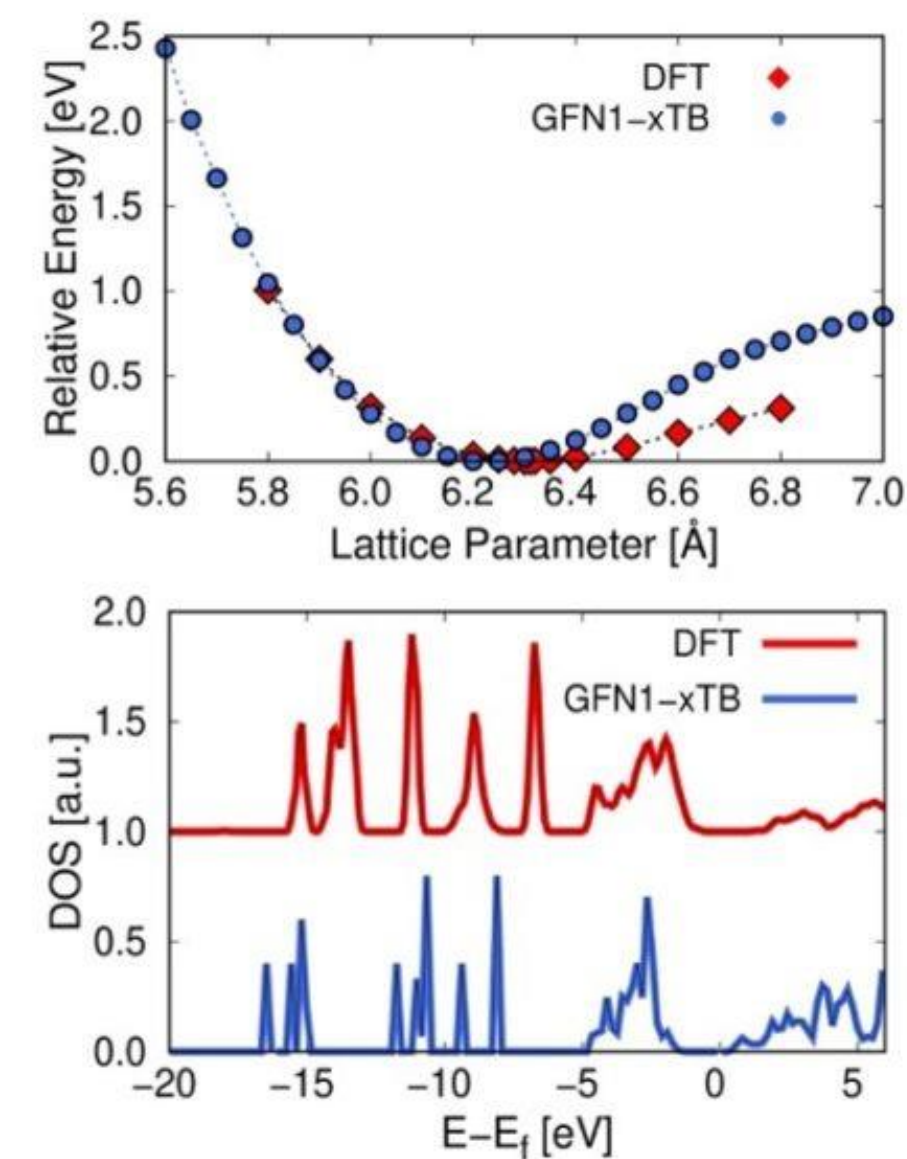 2.5
2.0
1.5
1.0
0.5
0.0
Relative Energy [eV]
DFT
GFN1−xTB
5.6 5.8 6.0 6.2 6.4 6.6 6.8 7.0
Lattice Parameter [Å]
2.0
1.5
1.0
0.5
0.0
DOS [a.u.]
DFT
GFN1−xTB
−20 −15 −10 −5 0 5
E−Ef [eV]